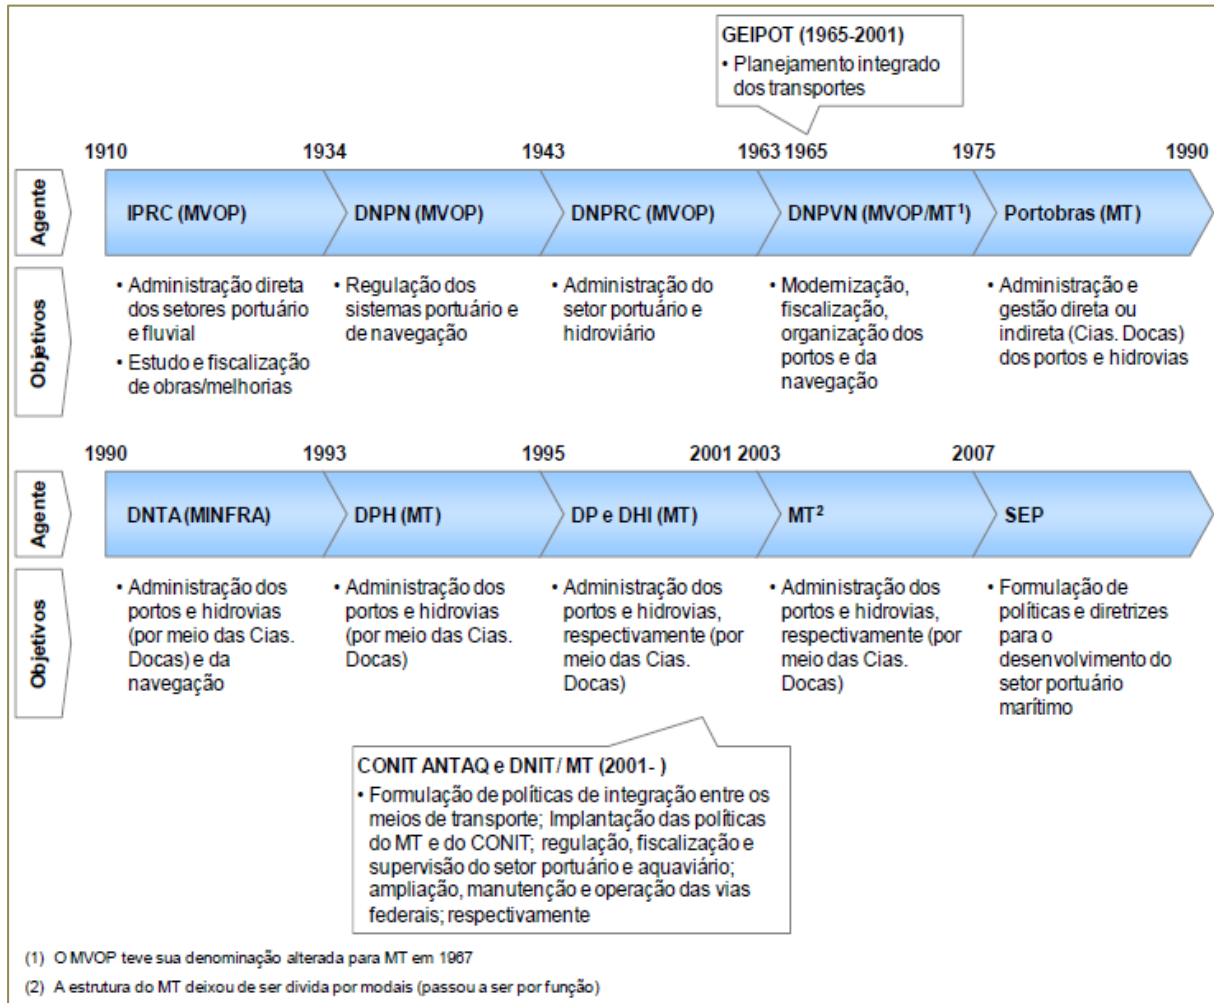 GEIPOT (1965-2001)
• Planejamento integrado
dos transportes
1910 1934 1943 1963 1965 1975 1990
Agente
IPRC (MVOP)
DNPN (MVOP)
DNPRC (MVOP)
DNPVN (MVOP/MT¹)
Portobras (MT)
Objetivos
• Administração direta
dos setores portuário
e fluvial
• Estudo e fiscalização
de obras/melhorias
• Regulação dos
sistemas portuário e
de navegação
• Administração do
setor portuário e
hidroviário
• Modernização,
fiscalização,
organização dos
portos e da
navegação
• Administração e
gestão direta ou
indireta (Cias. Docas)
dos portos e hidrovias
1990 1993 1995 2001 2003 2007
Agente
DNTA (MINFRA)
DPH (MT)
DP e DHI (MT)
MT²
SEP
Objetivos
• Administração dos
portos e hidrovias
(por meio das Cias.
Docas) e da
navegação
• Administração dos
portos e hidrovias
(por meio das Cias.
Docas)
• Administração dos
portos e hidrovias,
respectivamente (por
meio das Cias.
Docas)
• Administração dos
portos e hidrovias,
respectivamente (por
meio das Cias.
Docas)
• Formulação de
políticas e diretrizes
para o
desenvolvimento do
setor portuário
marítimo
CONIT ANTAQ e DNIT/ MT (2001- )
• Formulação de políticas de integração entre os
meios de transporte; Implantação das políticas
do MT e do CONIT; regulação, fiscalização e
supervisão do setor portuário e aquaviário;
ampliação, manutenção e operação das vias
federais; respectivamente
(1) O MVOP teve sua denominação alterada para MT em 1967
(2) A estrutura do MT deixou de ser divida por modais (passou a ser por função)